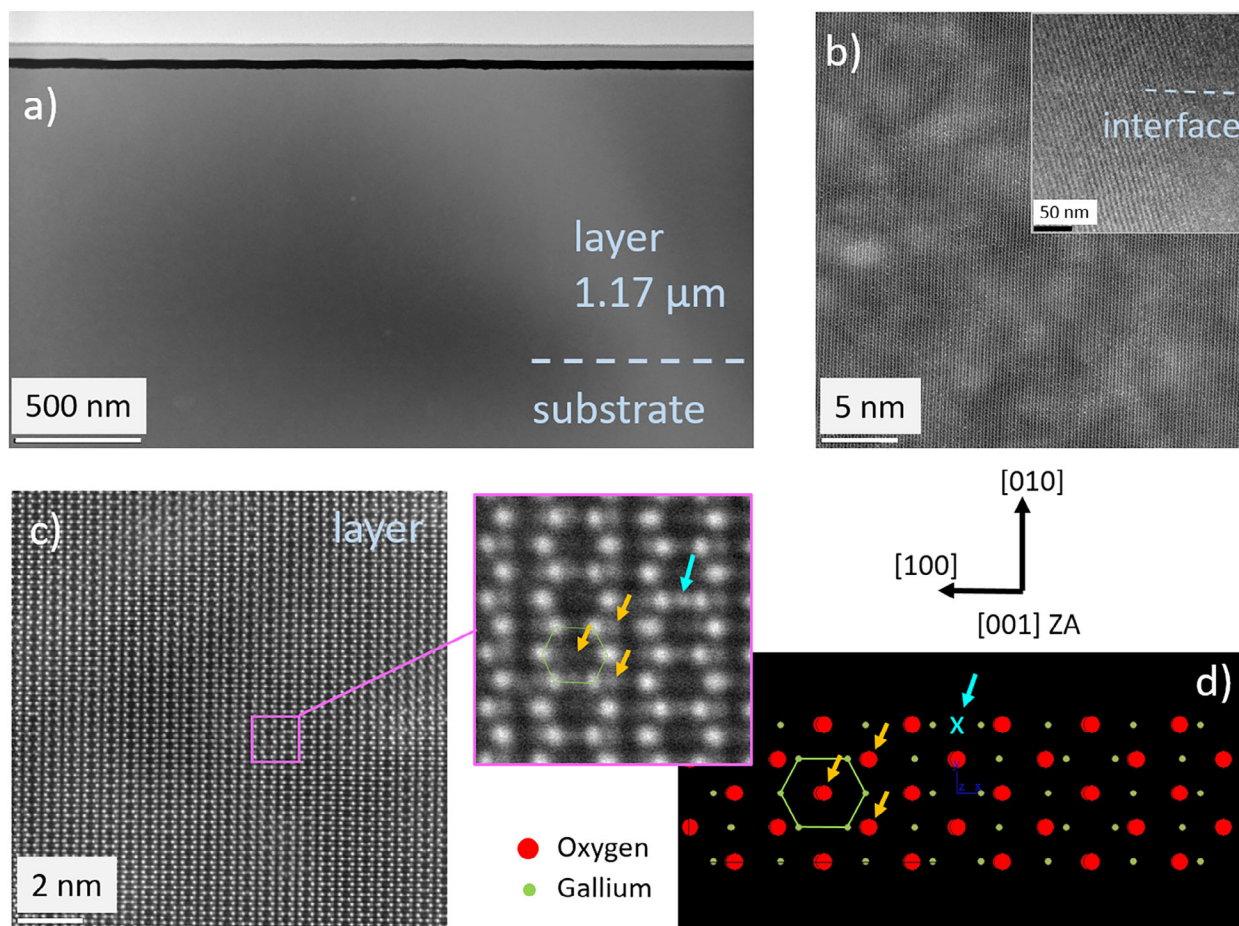 a)
layer
1.17 µm
substrate
500 nm
b)
interface
50 nm
5 nm
c)
layer
2 nm
[010]
[100]
[001] ZA
d)
X
y
z x
Oxygen
Gallium